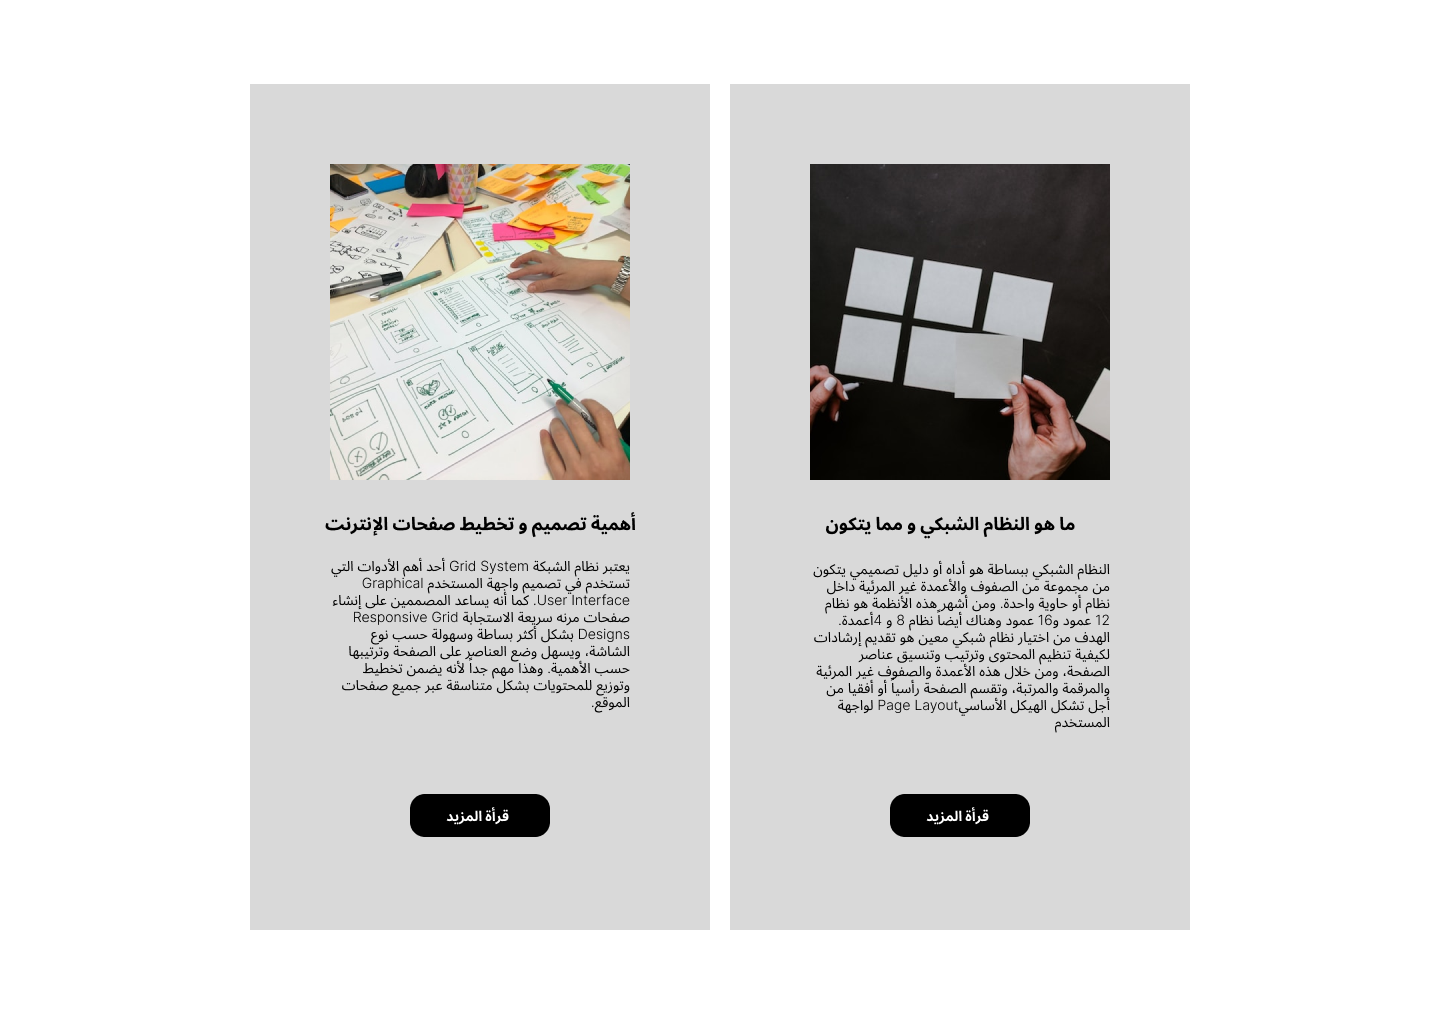 ما هو النظام الشبكي و مما يتكون
النظام الشبكي ببساطة هو أداه أو دليل تصميمي يتكون
من مجموعة من الصفوف والأعمدة غير المرئية داخل
نظام أو حاوية واحدة. ومن أشهر هذه الأنظمة هو نظام
12 عمود و16 عمود وهناك أيضاً نظام 8 و 4أعمدة.
الهدف من اختيار نظام شبكي معين هو تقديم إرشادات
لكيفية تنظيم المحتوى وترتيب وتنسيق عناصر
الصفحة، ومن خلال هذه الأعمدة والصفوف غير المرئية
والمرقمة والمرتبة، وتقسم الصفحة رأسياً أو أفقيا من
أجل تشكل الهيكل الأساسيPage Layout لواجهة
المستخدم
قرأة المزيد
أهمية تصميم و تخطيط صفحات الإنترنت
يعتبر نظام الشبكة Grid System أحد أهم الأدوات التي
تستخدم في تصميم واجهة المستخدم Graphical
User Interface. كما أنه يساعد المصممين على إنشاء
صفحات مرنه سريعة الاستجابة Responsive Grid
Designs بشكل أكثر بساطة وسهولة حسب نوع
الشاشة، ويسهل وضع العناصر على الصفحة وترتيبها
حسب الأهمية. وهذا مهم جداً لأنه يضمن تخطيط
وتوزيع للمحتويات بشكل متناسقة عبر جميع صفحات
الموقع.
قرأة المزيد